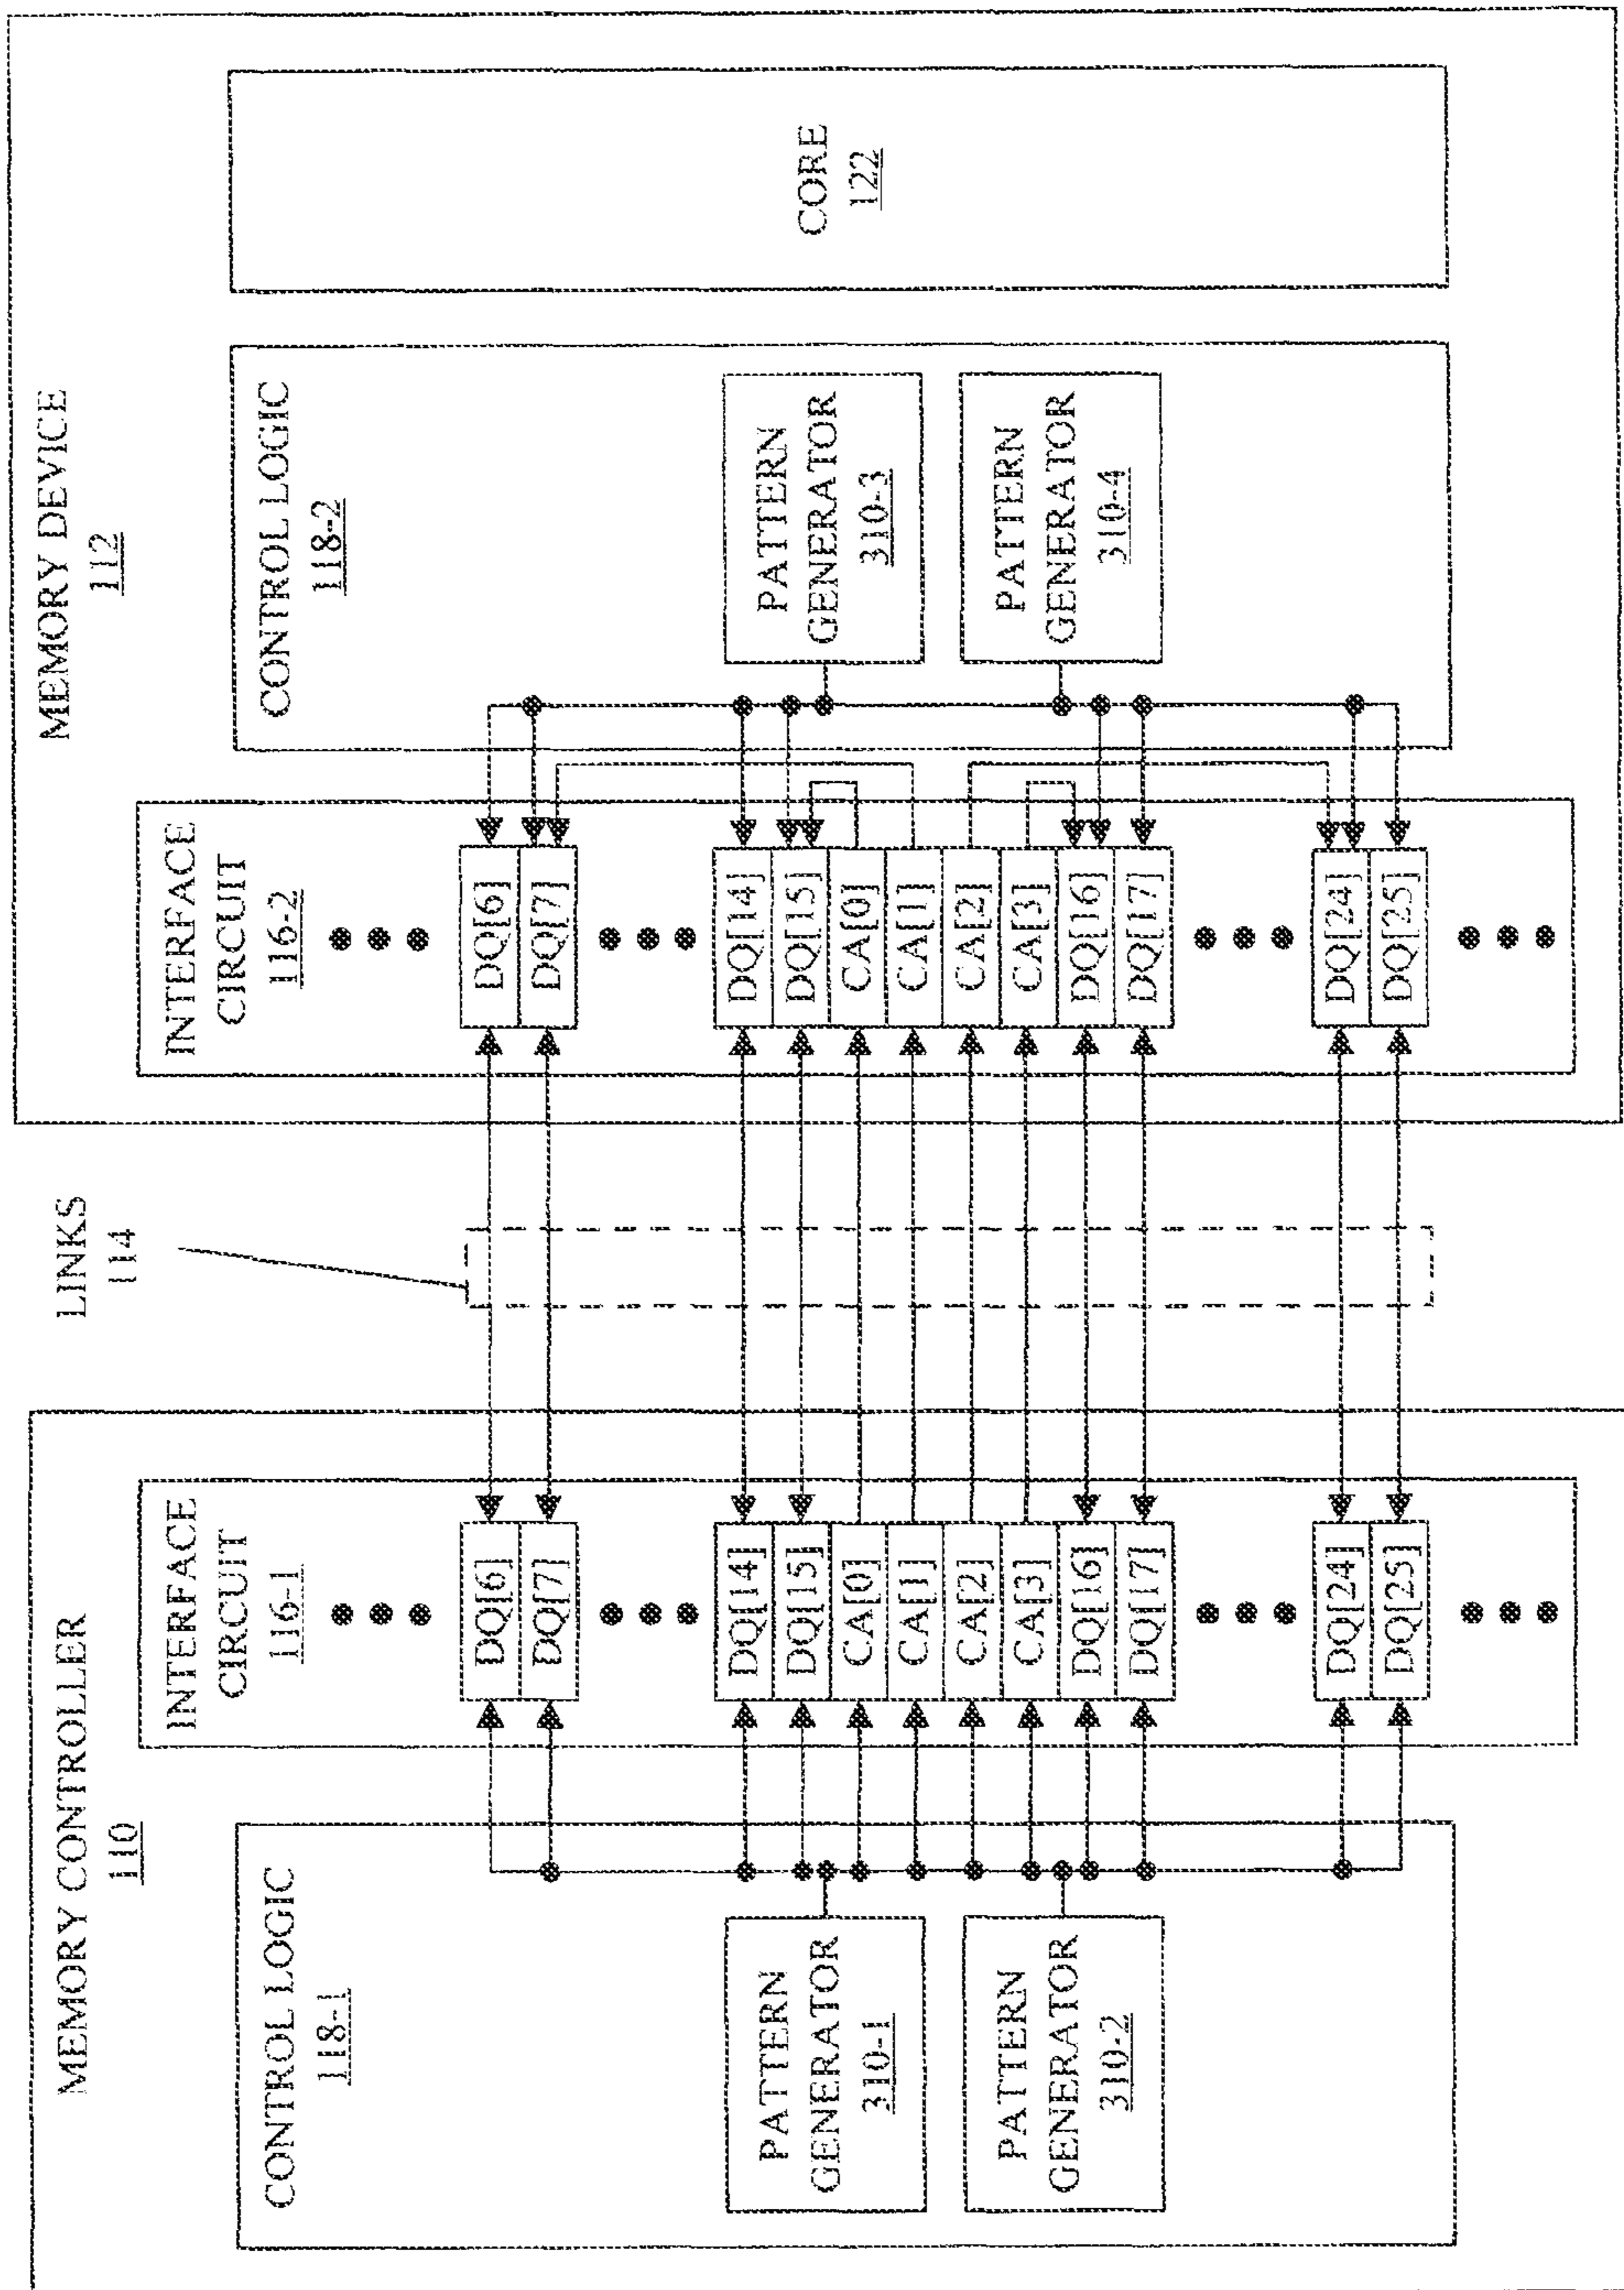 MEMORY CONTROLLER
110
CONTROL LOGIC
118-1
PATTERN
GENERATOR
310-1
PATTERN
GENERATOR
310-2
INTERFACE
CIRCUIT
116-1
DQ[6]
DQ[7]
DQ[14]
DQ[15]
CA[0]
CA[1]
CA[2]
CA[3]
DQ[16]
DQ[17]
DQ[24]
DQ[25]
LINKS
114
MEMORY DEVICE
112
INTERFACE
CIRCUIT
116-2
DQ[6]
DQ[7]
DQ[14]
DQ[15]
CA[0]
CA[1]
CA[2]
CA[3]
DQ[16]
DQ[17]
DQ[24]
DQ[25]
CONTROL LOGIC
118-2
PATTERN
GENERATOR
310-3
PATTERN
GENERATOR
310-4
CORE
122